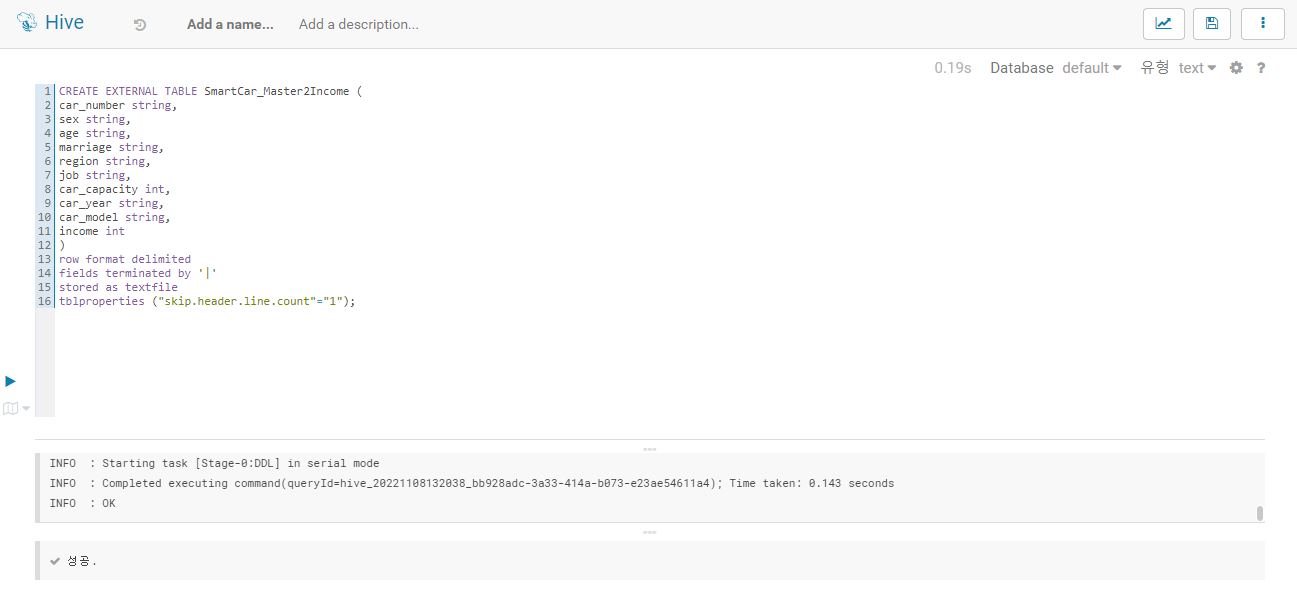 Hive Add a name... Add a description...
0.19s Database default 유형 text ?
1 CREATE EXTERNAL TABLE SmartCar_Master2Income (
2 car_number string,
3 sex string,
4 age string,
5 marriage string,
6 region string,
7 job string,
8 car_capacity int,
9 car_year string,
10 car_model string,
11 income int
12 )
13 row format delimited
14 fields terminated by '|'
15 stored as textfile
16 tblproperties ("skip.header.line.count"="1");
INFO : Starting task [Stage-0:DDL] in serial mode
INFO : Completed executing command(queryId=hive_20221108132038_bb928adc-3a33-414a-b073-e23ae54611a4); Time taken: 0.143 seconds
INFO : OK
성공.